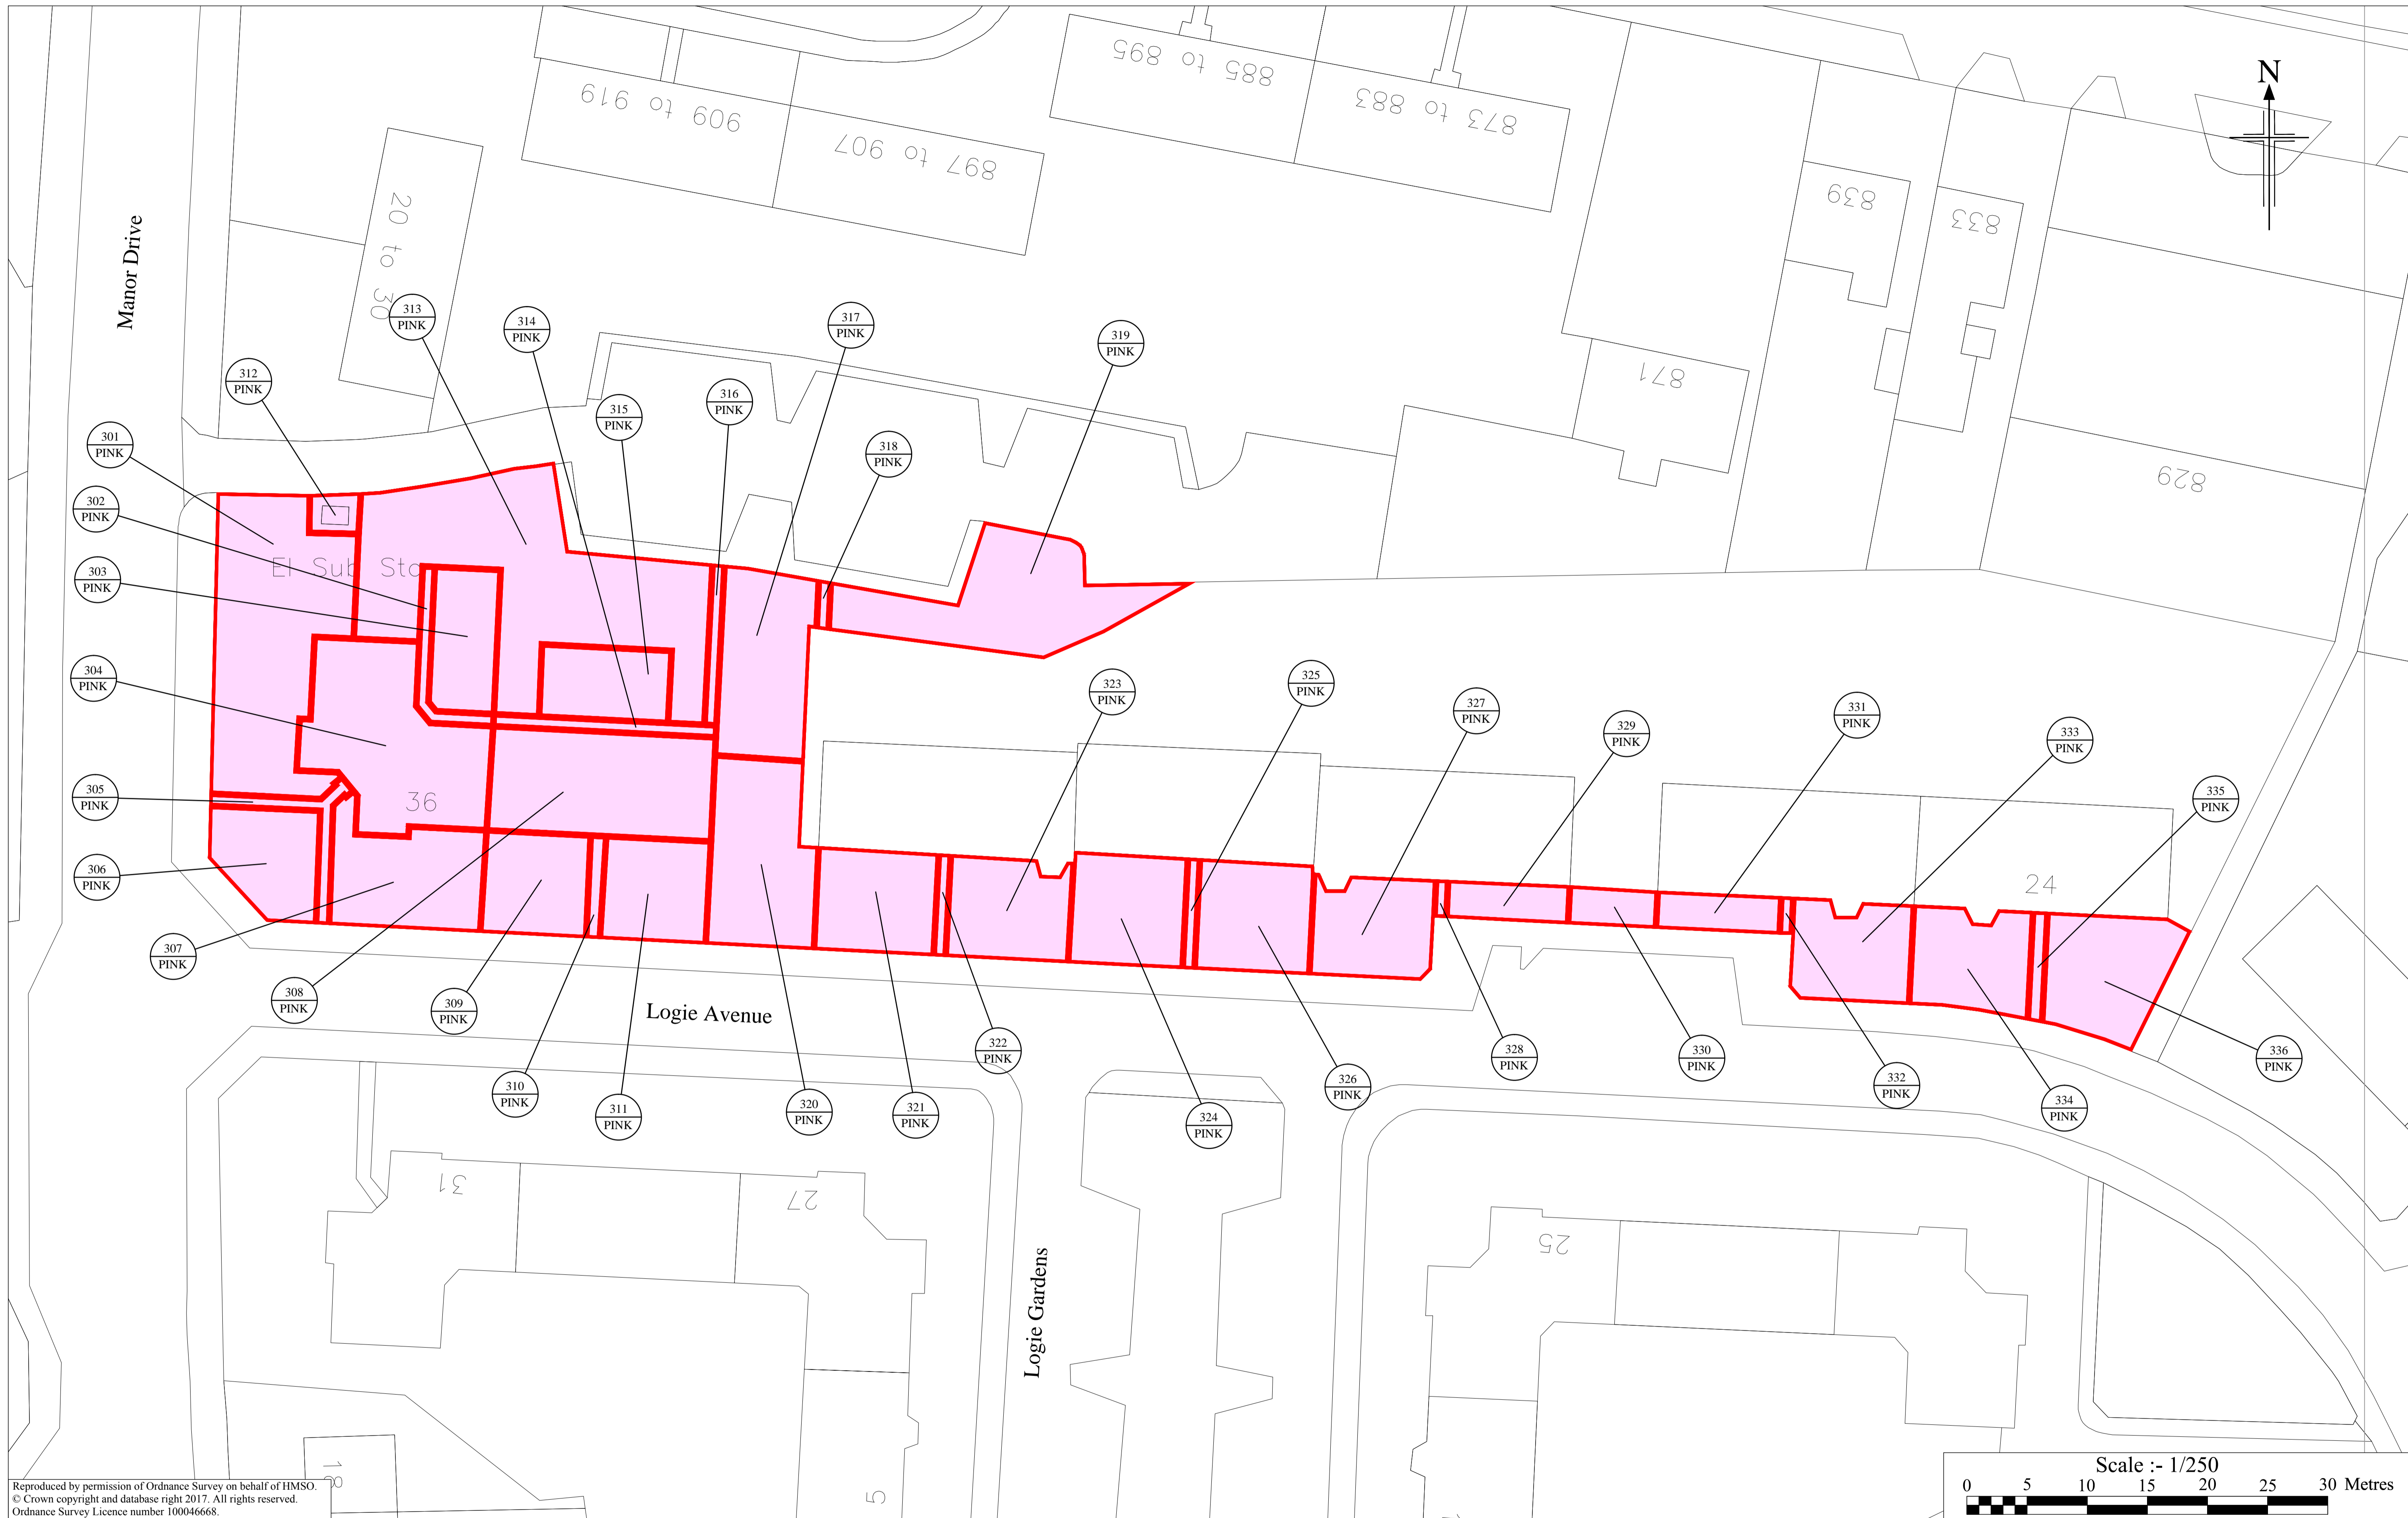 N
885 to 895
873 to 883
909 to 919
897 to 907
839
833
20 to 30
Manor Drive
871
829
313
PINK
314
PINK
317
PINK
319
PINK
312
PINK
315
PINK
316
PINK
318
PINK
301
PINK
302
PINK
303
PINK
El Sub Sta
304
PINK
323
PINK
325
PINK
327
PINK
329
PINK
331
PINK
333
PINK
335
PINK
305
PINK
36
24
306
PINK
307
PINK
308
PINK
309
PINK
Logie Avenue
322
PINK
328
PINK
330
PINK
336
PINK
310
PINK
311
PINK
320
PINK
321
PINK
324
PINK
326
PINK
332
PINK
334
PINK
31
27
25
Logie Gardens
18
5
Reproduced by permission of Ordnance Survey on behalf of HMSO.
© Crown copyright and database right 2017. All rights reserved.
Ordnance Survey Licence number 100046668.
Scale :- 1/250
0 5 10 15 20 25 30 Metres